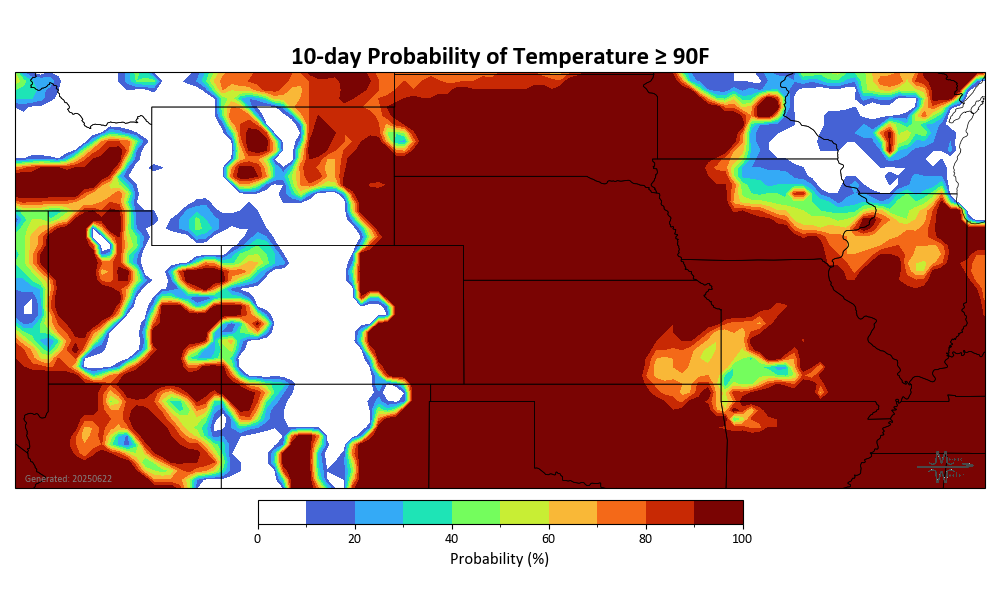 10-day Probability of Temperature ≥ 90F
Generated: 20250622
0 20 40 60 80 100
Probability (%)